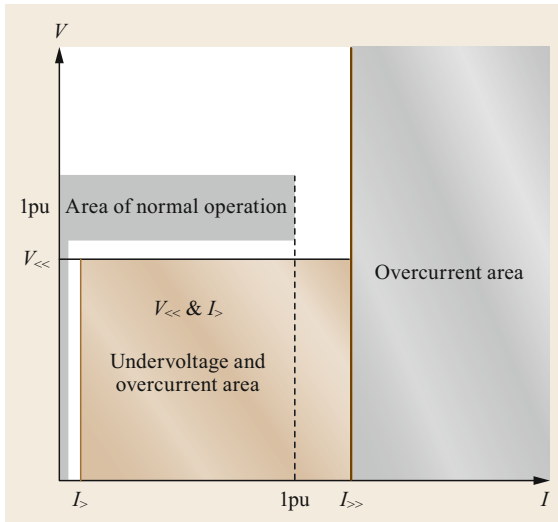 V
1pu
Area of normal operation
V<<
Overcurrent area
V<< & I>
Undervoltage and
overcurrent area
I>
1pu
I>>
I